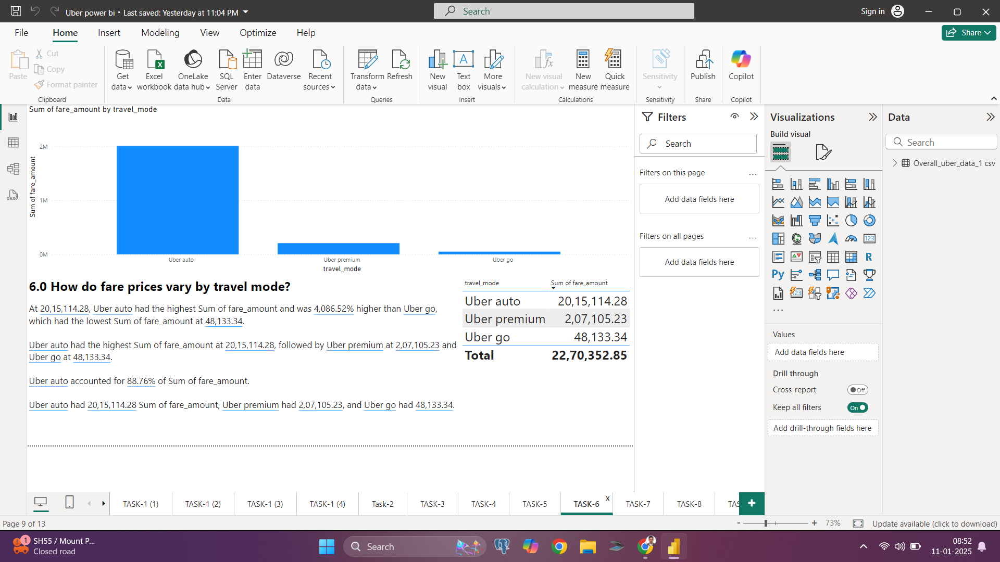 Uber power bi • Last saved: Yesterday at 11:04 PM
Search
Sign in
File
Home
Insert
Modeling
View
Optimize
Help
Share
Paste
Cut
Copy
Format painter
Clipboard
Get data
Excel workbook
OneLake data hub
SQL Server
Enter data
Dataverse
Recent sources
Data
Transform data
Refresh
Queries
New visual
Text box
More visuals
Insert
New visual calculation
New measure
Quick measure
Calculations
Sensitivity
Sensitivity
Publish
Share
Copilot
Copilot
DAX
Sum of fare_amount by travel_mode
Sum of fare_amount
2M
1M
0M
Uber auto
Uber premium
Uber go
travel_mode
6.0 How do fare prices vary by travel mode?
At 20,15,114.28, Uber auto had the highest Sum of fare_amount and was 4,086.52% higher than Uber go,
which had the lowest Sum of fare_amount at 48,133.34.
Uber auto had the highest Sum of fare_amount at 20,15,114.28, followed by Uber premium at 2,07,105.23 and
Uber go at 48,133.34.
Uber auto accounted for 88.76% of Sum of fare_amount.
Uber auto had 20,15,114.28 Sum of fare_amount, Uber premium had 2,07,105.23, and Uber go had 48,133.34.
travel_mode Sum of fare_amount
Uber auto 20,15,114.28
Uber premium 2,07,105.23
Uber go 48,133.34
Total 22,70,352.85
Filters
Search
Filters on this page
...
Add data fields here
Filters on all pages
...
Add data fields here
Visualizations
Build visual
123
R
Py
123
...
Values
Add data fields here
Drill through
Cross-report
Off
Keep all filters
On
Add drill-through fields here
Data
Search
Overall_uber_data_1 csv
TASK-1 (1)
TASK-1 (2)
TASK-1 (3)
TASK-1 (4)
Task-2
TASK-3
TASK-4
TASK-5
TASK-6
x
TASK-7
TASK-8
TAS
+
Page 9 of 13
- + 73%
Update available (click to download)
1
SH55 / Mount P...
Closed road
Search
08:52
11-01-2025